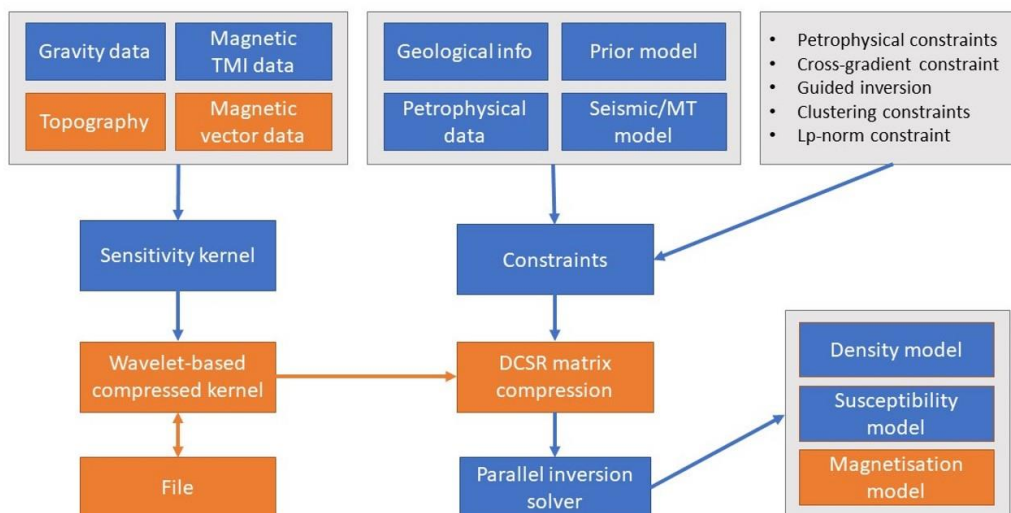 Gravity data
Magnetic
TMI data
Topography
Magnetic
vector data
Geological info
Prior model
Petrophysical
data
Seismic/MT
model
• Petrophysical constraints
• Cross-gradient constraint
• Guided inversion
• Clustering constraints
• Lp-norm constraint
Sensitivity kernel
Constraints
Wavelet-based
compressed kernel
DCSR matrix
compression
File
Parallel inversion
solver
Density model
Susceptibility
model
Magnetisation
model